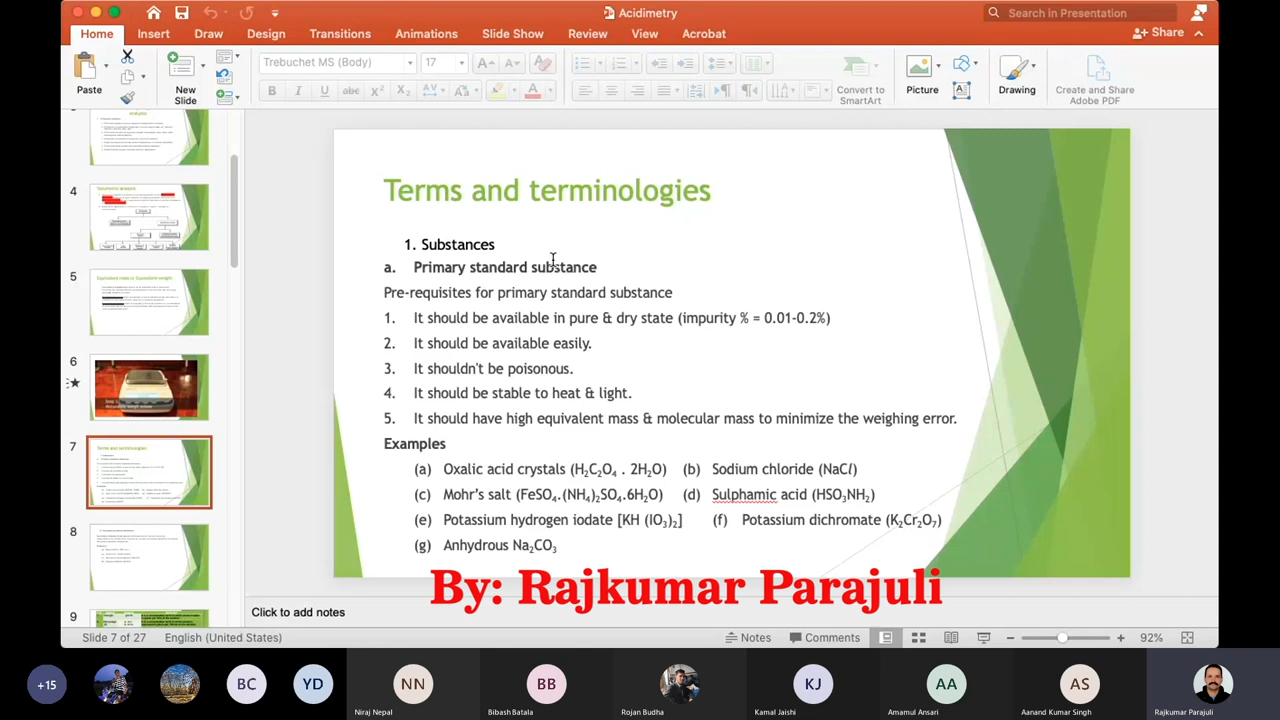 Acidimetry
Search in Presentation
Home Insert Draw Design Transitions Animations Slide Show Review View Acrobat
Share
Paste
New Slide
Trebuchet MS (Body) 17
Convert to SmartArt
Picture
Drawing
Create and Share Adobe PDF
4
5
6
7
8
9
Terms and terminologies
1. Substances
a. Primary standard substance
Pre-requisites for primary standard substance
1. It should be available in pure & dry state (impurity % = 0.01-0.2%)
2. It should be available easily.
3. It shouldn't be poisonous.
4. It should be stable to heat & light.
5. It should have high equivalent mass & molecular mass to minimize the weighing error.
Examples
(a) Oxalic acid crystals (H₂C₂O₄ . 2H₂O) (b) Sodium chloride (NaCl)
(c) Mohr's salt (FeSO₄.(NH₄)₂SO₄.6H₂O) (d) Sulphamic acid (HSO₃NH₂)
(e) Potassium hydrogen iodate [KH (IO₃)₂] (f) Potassium dichromate (K₂Cr₂O₇)
(g) Anhydrous Na₂CO₃
By: Rajkumar Parajuli
Click to add notes
Slide 7 of 27 English (United States) Notes Comments 92%
+15 BC YD NN BB KJ AA AS
Niraj Nepal Bibash Batala Rojan Budha Kamal Jaishi Amamul Ansari Aanand Kumar Singh Rajkumar Parajuli